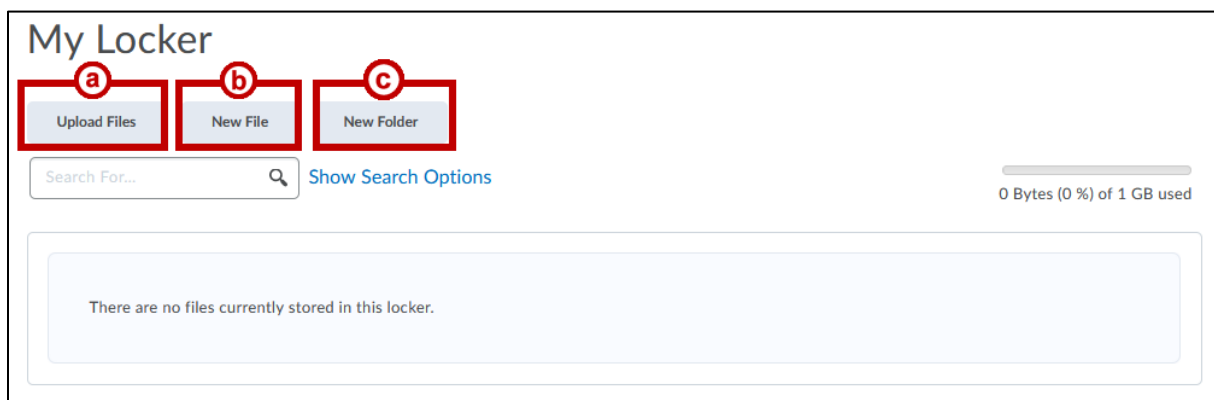 My Locker
a b c
Upload Files New File New Folder
Search For... Show Search Options
0 Bytes (0 %) of 1 GB used
There are no files currently stored in this locker.